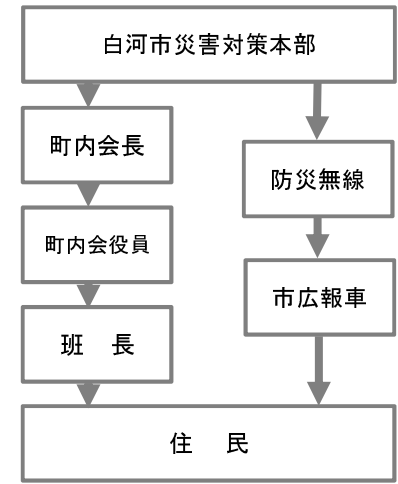 白河市災害対策本部
町内会長
町内会役員
班　長
防災無線
市広報車
住　民